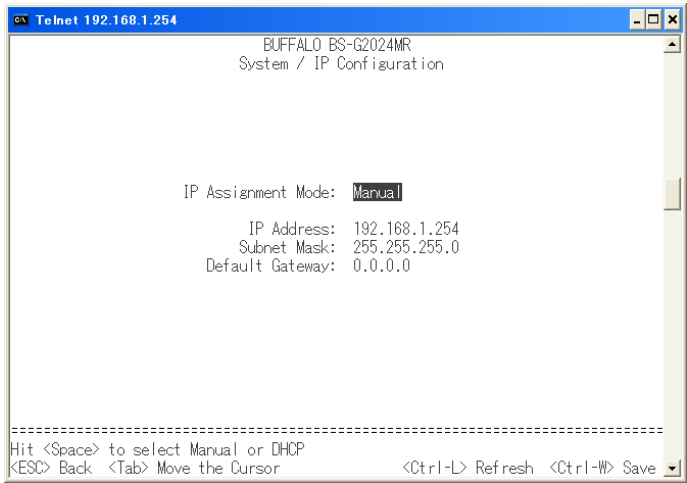 Telnet 192.168.1.254
BUFFALO BS-G2024MR
System / IP Configuration
IP Assignment Mode: Manual
IP Address: 192.168.1.254
Subnet Mask: 255.255.255.0
Default Gateway: 0.0.0.0
================================================================================
Hit <Space> to select Manual or DHCP
<ESC> Back <Tab> Move the Cursor <Ctrl-L> Refresh <Ctrl-W> Save